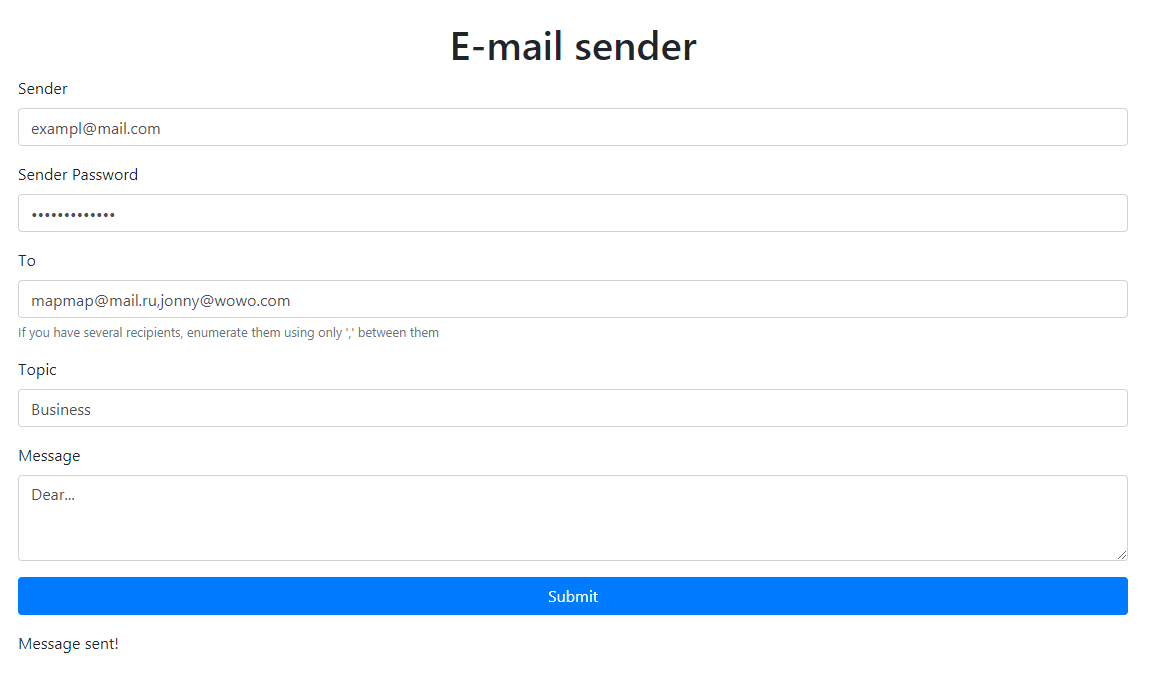 E-mail sender
Sender
exampl@mail.com
Sender Password
•••••••••••••
To
mapmap@mail.ru,jonny@wowo.com
If you have several recipients, enumerate them using only ',' between them
Topic
Business
Message
Dear...
Submit
Message sent!